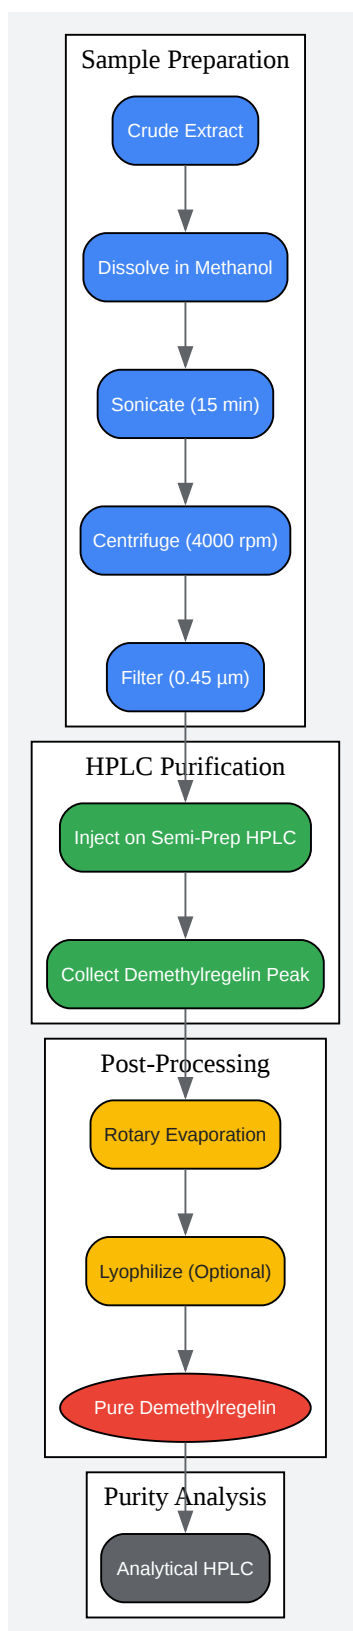 Sample Preparation
Crude Extract
Dissolve in Methanol
Sonicate (15 min)
Centrifuge (4000 rpm)
Filter (0.45 µm)
HPLC Purification
Inject on Semi-Prep HPLC
Collect Demethylregelin Peak
Post-Processing
Rotary Evaporation
Lyophilize (Optional)
Pure Demethylregelin
Purity Analysis
Analytical HPLC